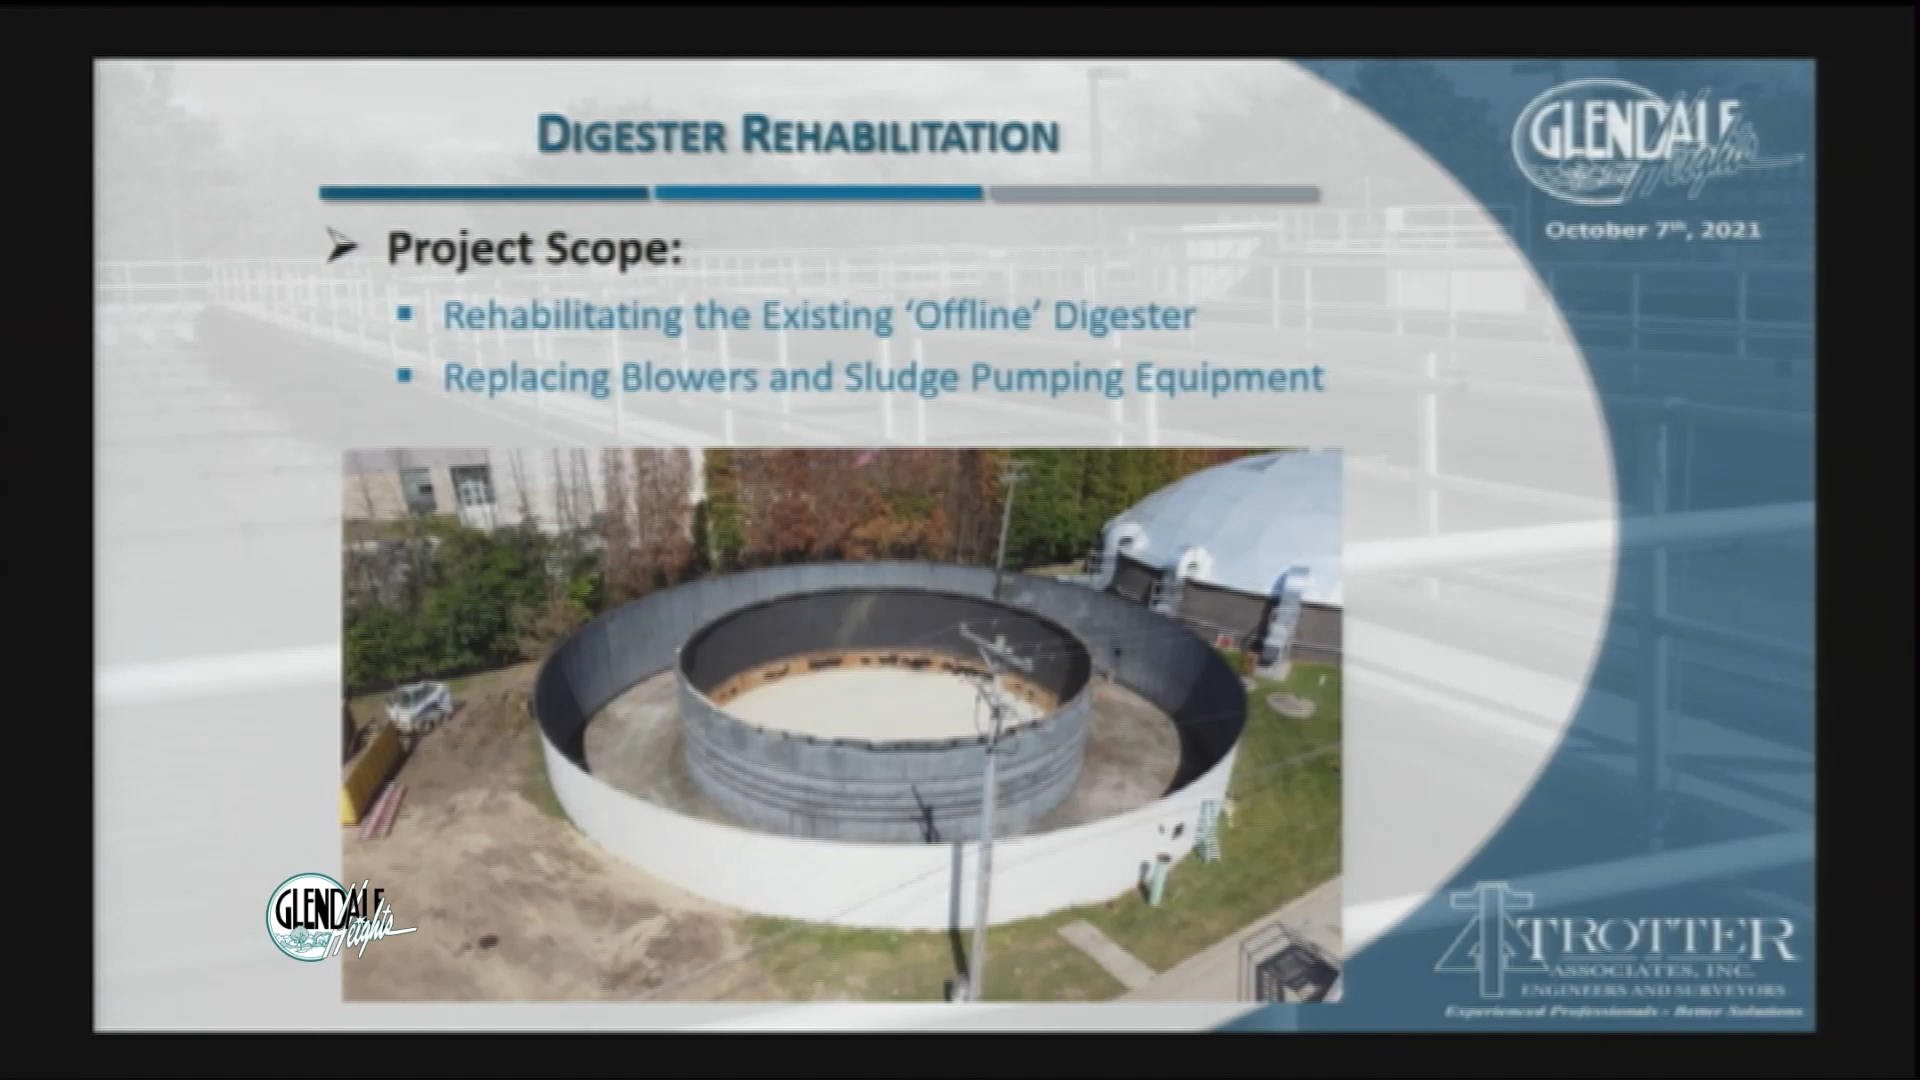 DIGESTER REHABILITATION
GLENDALE
Heights
October 7th, 2021
➤ Project Scope:
▪ Rehabilitating the Existing ‘Offline’ Digester
▪ Replacing Blowers and Sludge Pumping Equipment
GLENDALE
Heights
TROTTER
ASSOCIATES, INC.
ENGINEERS AND SURVEYORS
Experienced Professionals - Better Solutions